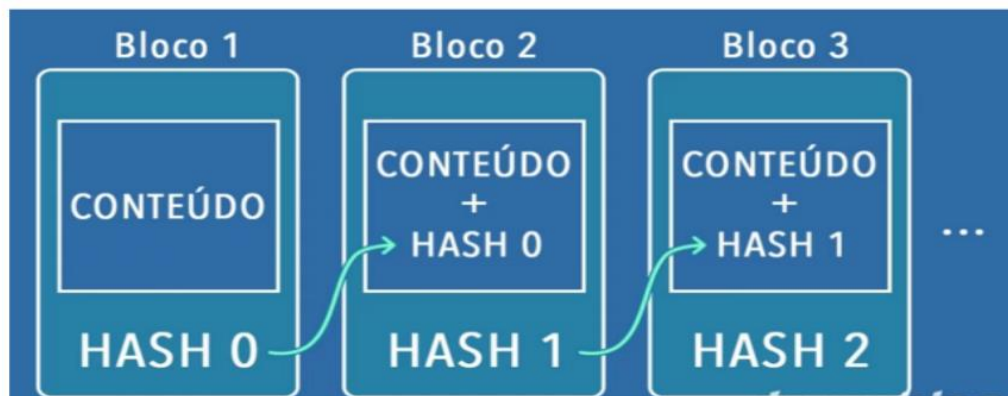 Bloco 1
Bloco 2
Bloco 3
CONTEÚDO
CONTEÚDO
+
HASH 0
CONTEÚDO
+
HASH 1
...
HASH 0
HASH 1
HASH 2